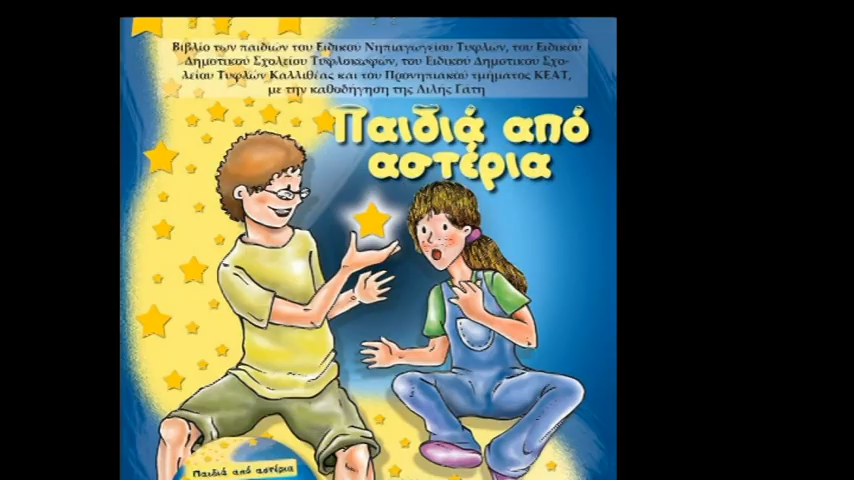 Βιβλίο των παιδιών του Ειδικού Νηπιαγωγείου Τυφλών, του Ειδικού
Δημοτικού Σχολείου Τυφλοκωφών, του Ειδικού Δημοτικού Σχο-
λείου Τυφλών Καλλιθέας και του Προνηπιακού τμήματος ΚΕΑΤ,
με την καθοδήγηση της Λιλής Γάτη
Παιδιά από
αστέρια
Παιδιά από αστέρια